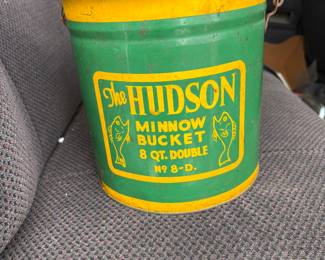 The HUDSON
MINNOW
BUCKET
8 QT. DOUBLE
Nº 8-D.